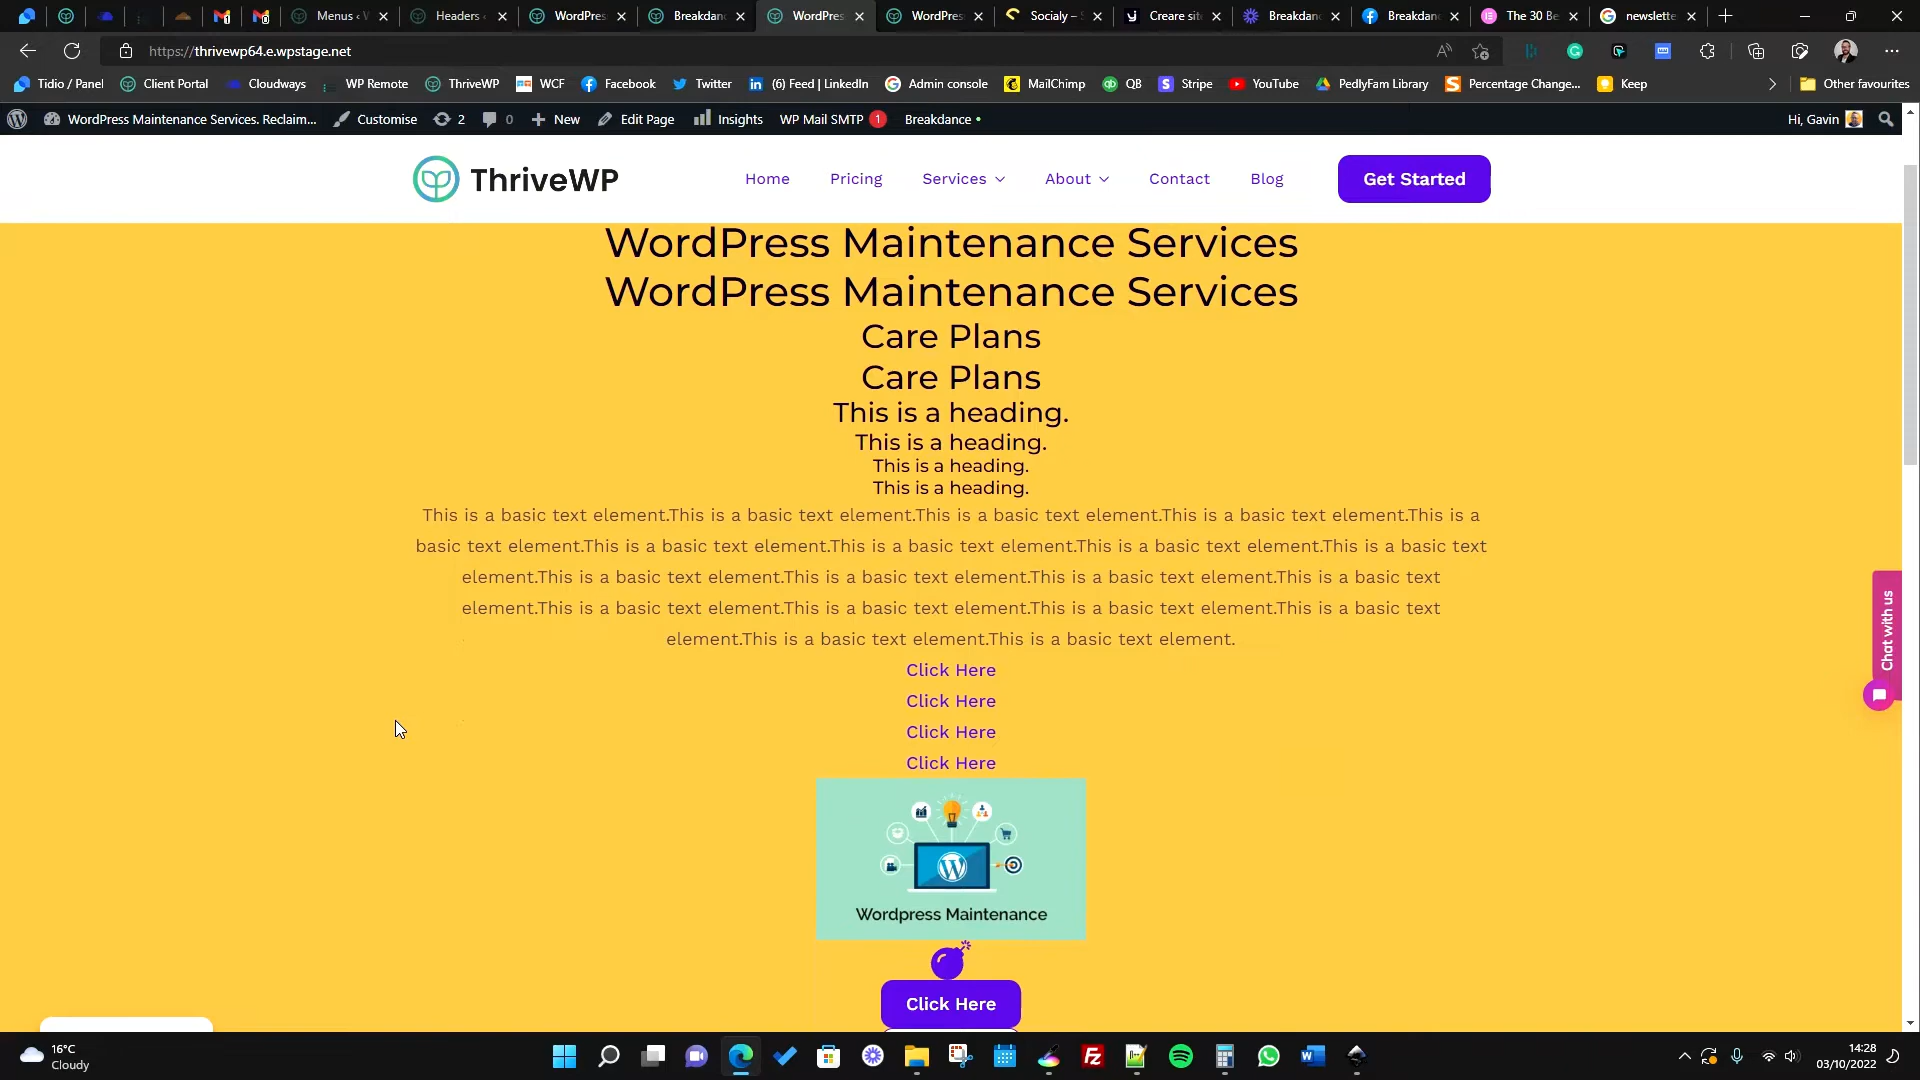 Menus ‹ W
Headers ‹
WordPres
Breakdan
WordPres
WordPres
Socialy – S
Creare site
Breakdan
Breakdan
The 30 Be
newslette
https://thrivewp64.e.wpstage.net
Tidio / Panel
Client Portal
Cloudways
WP Remote
ThriveWP
WCF
Facebook
Twitter
(6) Feed | LinkedIn
Admin console
MailChimp
QB
Stripe
YouTube
PedlyFam Library
Percentage Change...
Keep
Other favourites
WordPress Maintenance Services. Reclaim...
Customise
2
0
New
Edit Page
Insights
WP Mail SMTP 1
Breakdance
Hi, Gavin
ThriveWP
Home
Pricing
Services
About
Contact
Blog
Get Started
WordPress Maintenance Services
WordPress Maintenance Services
Care Plans
Care Plans
This is a heading.
This is a heading.
This is a heading.
This is a heading.
This is a basic text element.This is a basic text element.This is a basic text element.This is a basic text element.This is a
basic text element.This is a basic text element.This is a basic text element.This is a basic text element.This is a basic text
element.This is a basic text element.This is a basic text element.This is a basic text element.This is a basic text
element.This is a basic text element.This is a basic text element.This is a basic text element.This is a basic text
element.This is a basic text element.This is a basic text element.
Click Here
Click Here
Click Here
Click Here
Wordpress Maintenance
Click Here
Chat with us
16°C
Cloudy
14:28
03/10/2022